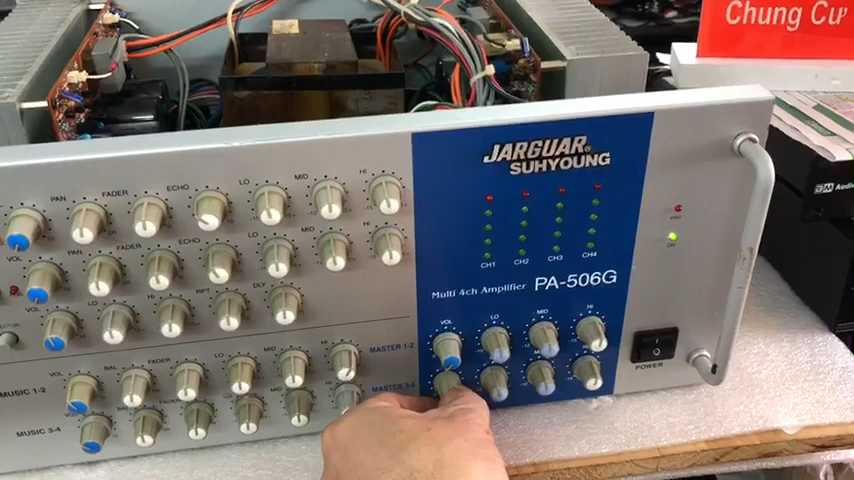 Chung Cư
JARGUAR
SUHYOUNG
PAN FADER ECHO LO MID HI
VOL PAN FADER ECHO LO MID HI
VOL LO HI RPT DLY
CH1 CH2 CH3 CH4
PRT
ON
Multi 4ch Amplifier PA-506G
VOL LO MID HI
MASTER 1-2
MASTER 3-4
MUSIC 1-2
VOL BAL FADER LO MID HI
MUSIC 3-4
POWER
Audio